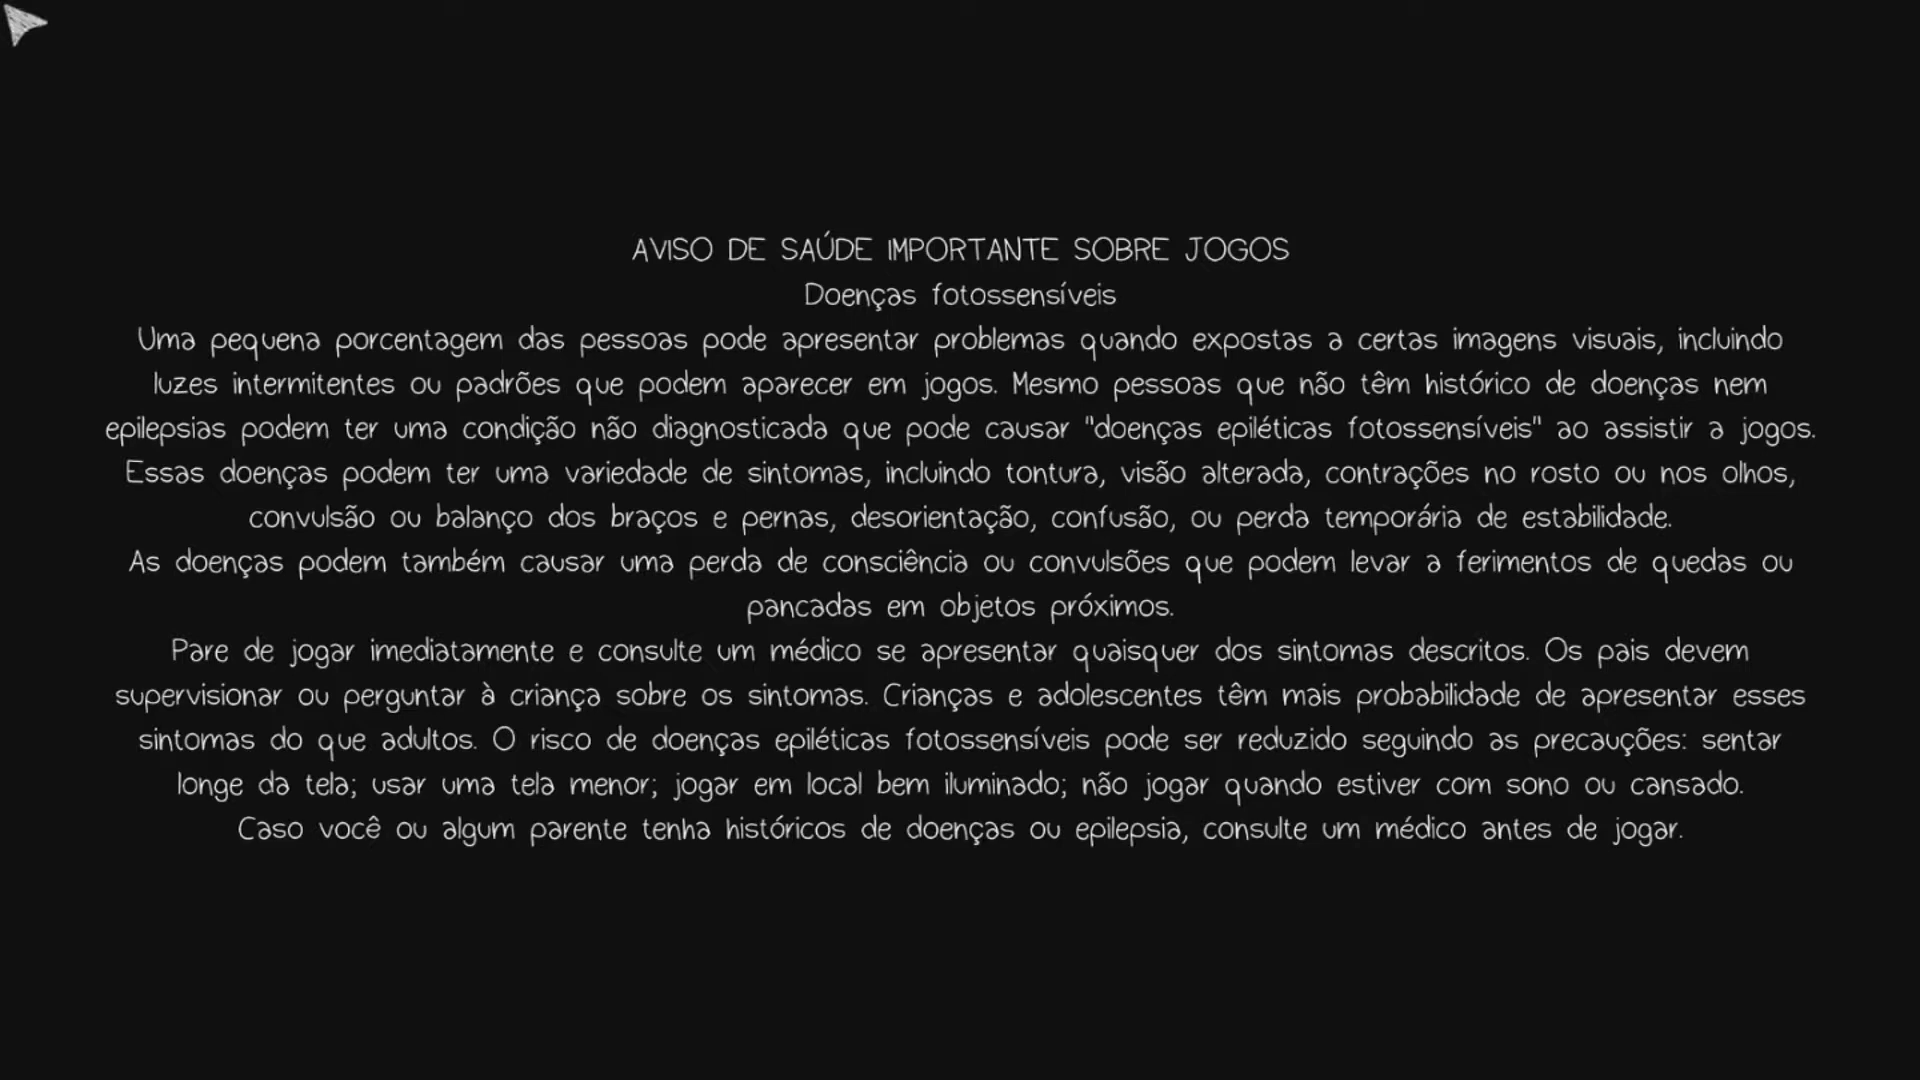 AVISO DE SAÚDE IMPORTANTE SOBRE JOGOS
Doenças fotossensíveis
Uma pequena porcentagem das pessoas pode apresentar problemas quando expostas a certas imagens visuais, incluindo
luzes intermitentes ou padrões que podem aparecer em jogos. Mesmo pessoas que não têm histórico de doenças nem
epilepsias podem ter uma condição não diagnosticada que pode causar "doenças epiléticas fotossensíveis" ao assistir a jogos.
Essas doenças podem ter uma variedade de sintomas, incluindo tontura, visão alterada, contrações no rosto ou nos olhos,
convulsão ou balanço dos braços e pernas, desorientação, confusão, ou perda temporária de estabilidade.
As doenças podem também causar uma perda de consciência ou convulsões que podem levar a ferimentos de quedas ou
pancadas em objetos próximos.
Pare de jogar imediatamente e consulte um médico se apresentar quaisquer dos sintomas descritos. Os pais devem
supervisionar ou perguntar à criança sobre os sintomas. Crianças e adolescentes têm mais probabilidade de apresentar esses
sintomas do que adultos. O risco de doenças epiléticas fotossensíveis pode ser reduzido seguindo as precauções: sentar
longe da tela; usar uma tela menor; jogar em local bem iluminado; não jogar quando estiver com sono ou cansado.
Caso você ou algum parente tenha históricos de doenças ou epilepsia, consulte um médico antes de jogar.